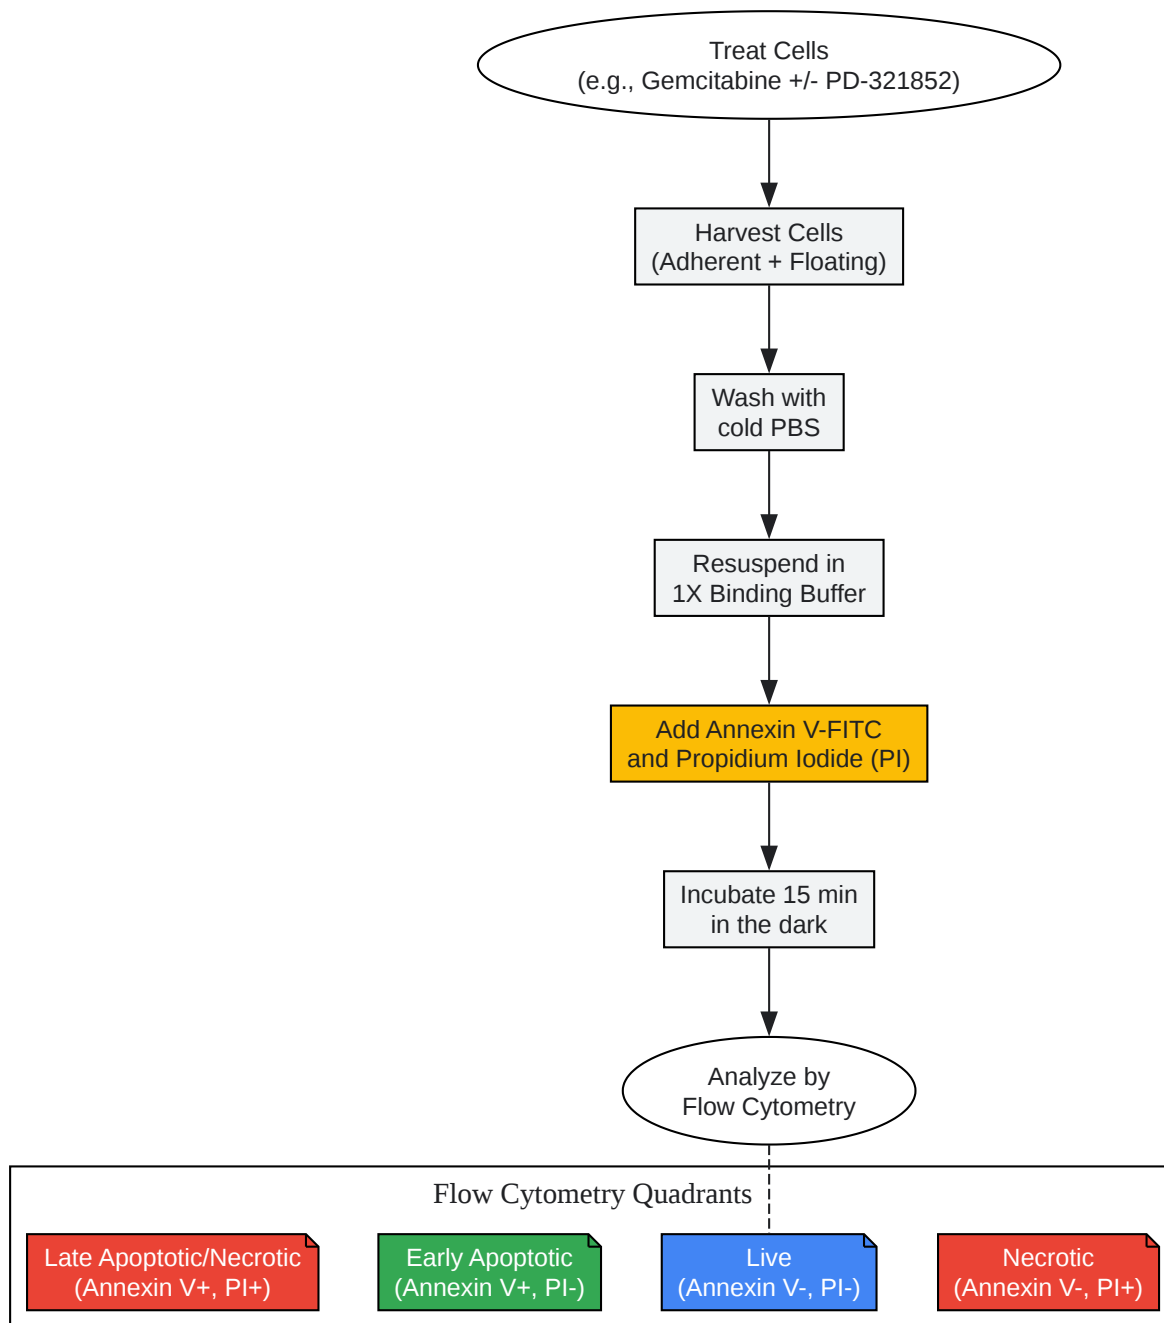 Treat Cells
(e.g., Gemcitabine +/- PD-321852)
Harvest Cells
(Adherent + Floating)
Wash with
cold PBS
Resuspend in
1X Binding Buffer
Add Annexin V-FITC
and Propidium Iodide (PI)
Incubate 15 min
in the dark
Analyze by
Flow Cytometry
Flow Cytometry Quadrants
Late Apoptotic/Necrotic
(Annexin V+, PI+)
Early Apoptotic
(Annexin V+, PI-)
Live
(Annexin V-, PI-)
Necrotic
(Annexin V-, PI+)